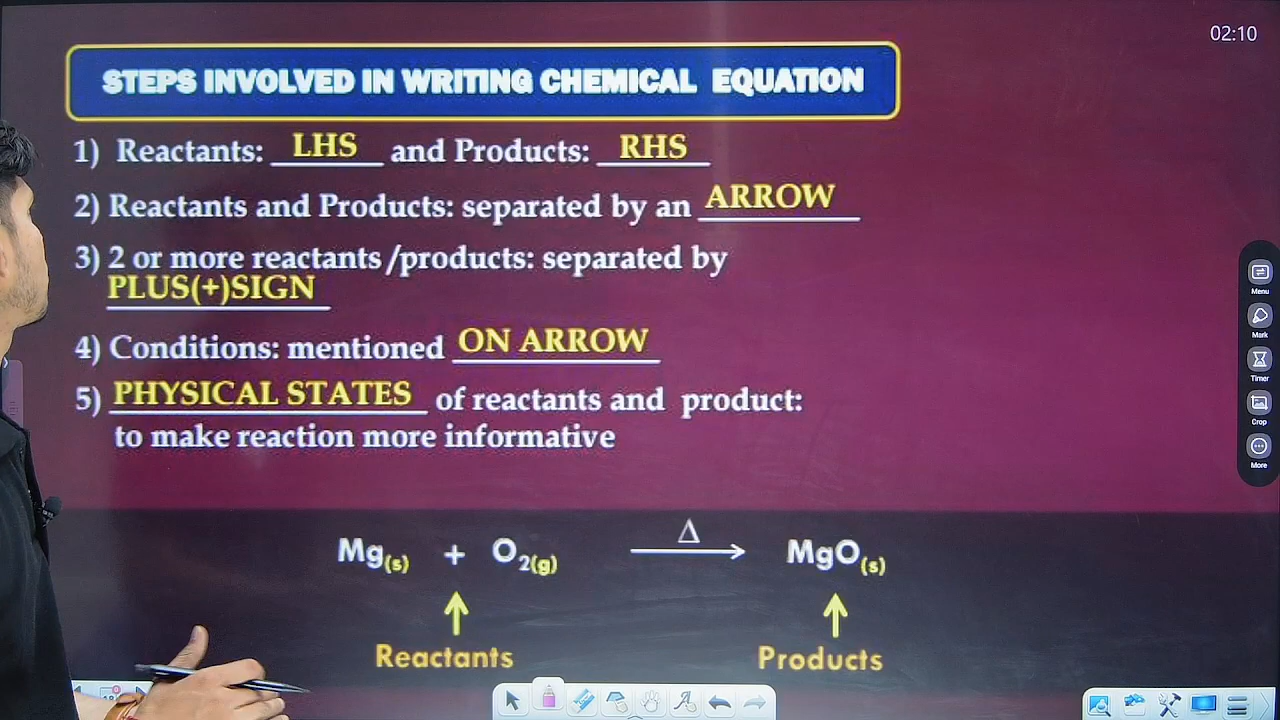 02:10
STEPS INVOLVED IN WRITING CHEMICAL EQUATION
1) Reactants: LHS and Products: RHS
2) Reactants and Products: separated by an ARROW
3) 2 or more reactants/products: separated by
PLUS(+)SIGN
4) Conditions: mentioned ON ARROW
5) PHYSICAL STATES of reactants and product:
to make reaction more informative
Menu
Mark
Timer
Crop
More
Δ
Mg(s) + O2(g) ⟶ MgO(s)
Reactants Products